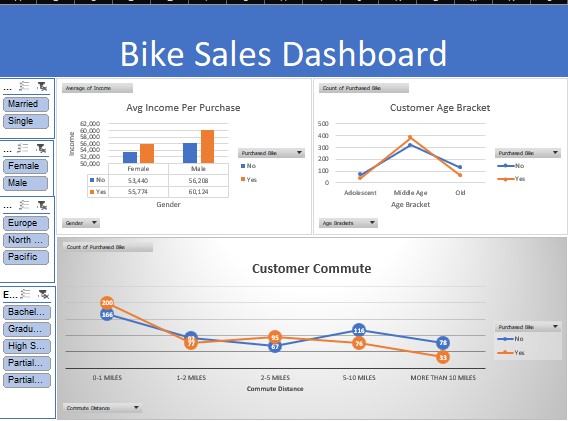 Bike Sales Dashboard
...
Married
Single
...
Female
Male
...
Europe
North ...
Pacific
E...
Bachel...
Gradu...
High S...
Partial...
Partial...
Average of Income
Avg Income Per Purchase
Income
62,000
60,000
58,000
56,000
54,000
52,000
50,000
Female Male
No 53,440 56,208
Yes 55,774 60,124
Gender
Purchased Bike
No
Yes
Gender
Count of Purchased Bike
Customer Age Bracket
500
400
300
200
100
0
Adolescent Middle Age Old
Age Bracket
Purchased Bike
No
Yes
Age Brackets
Count of Purchased Bike
Customer Commute
200
166
77
95
67
116
76
78
33
0-1 MILES 1-2 MILES 2-5 MILES 5-10 MILES MORE THAN 10 MILES
Commute Distance
Purchased Bike
No
Yes
Commute Distance